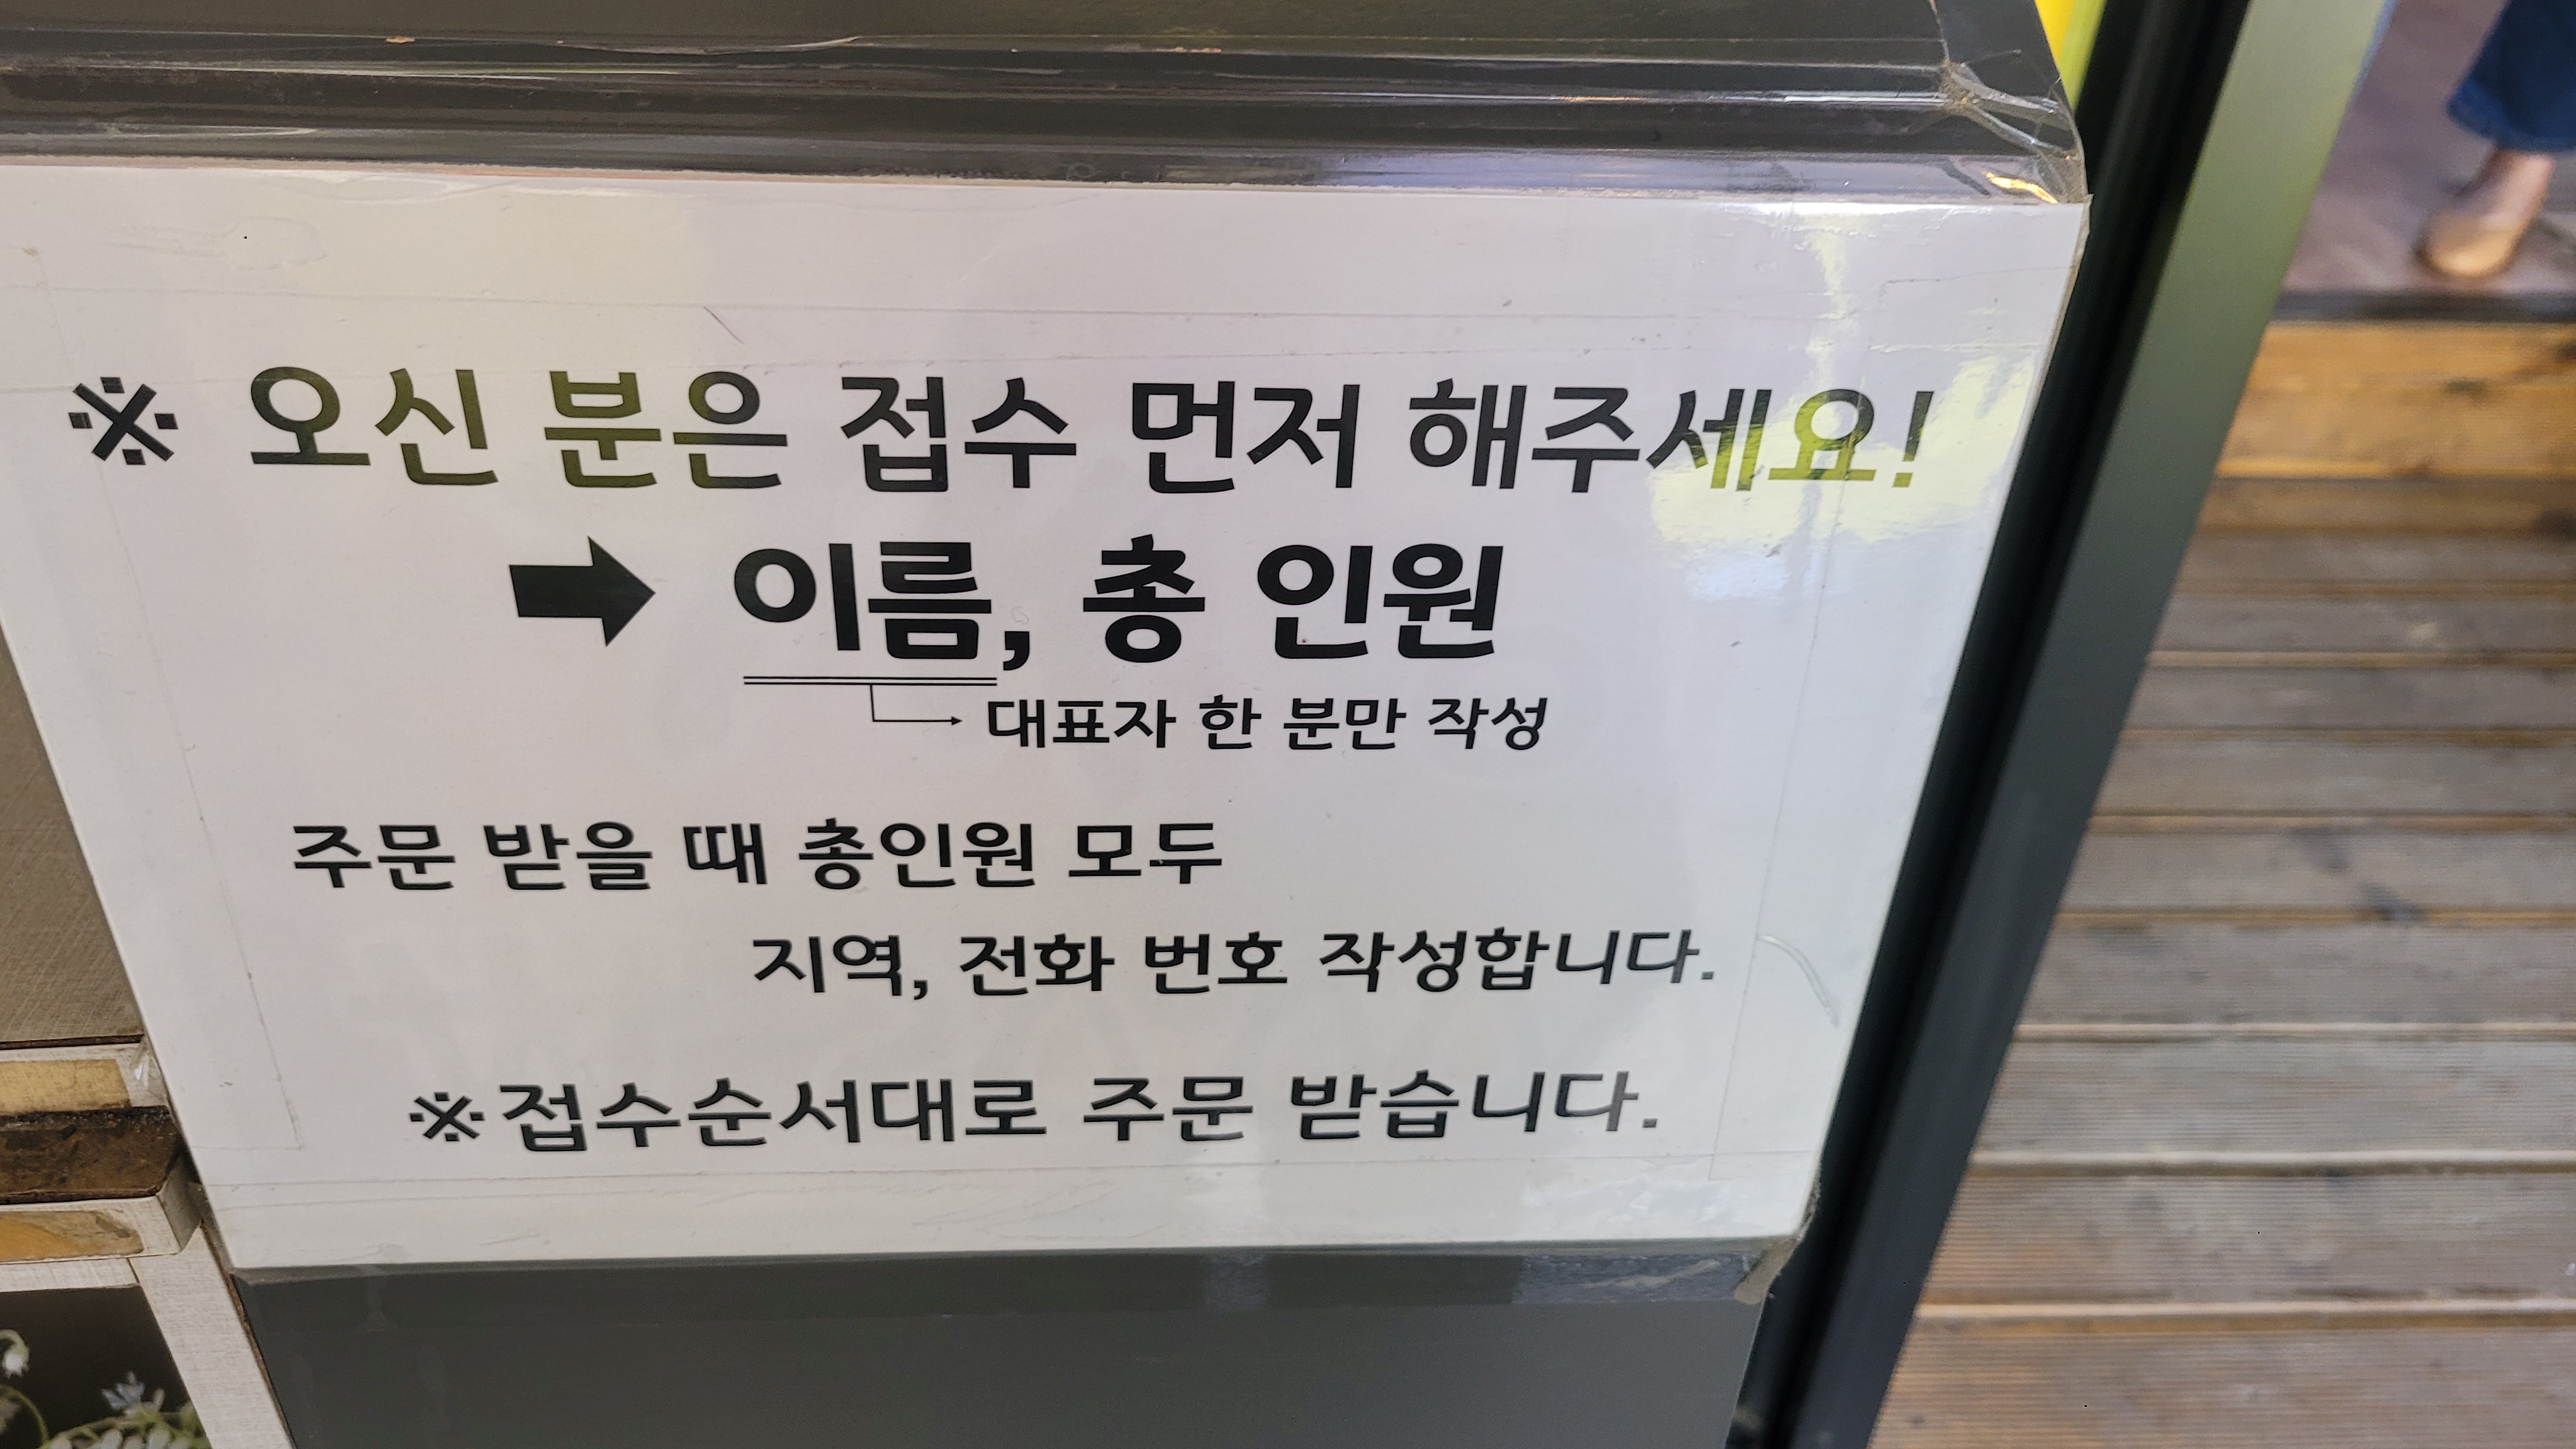 ※ 오신 분은 접수 먼저 해주세요!
➡ 이름, 총 인원
대표자 한 분만 작성
주문 받을 때 총인원 모두
지역, 전화 번호 작성합니다.
※접수순서대로 주문 받습니다.